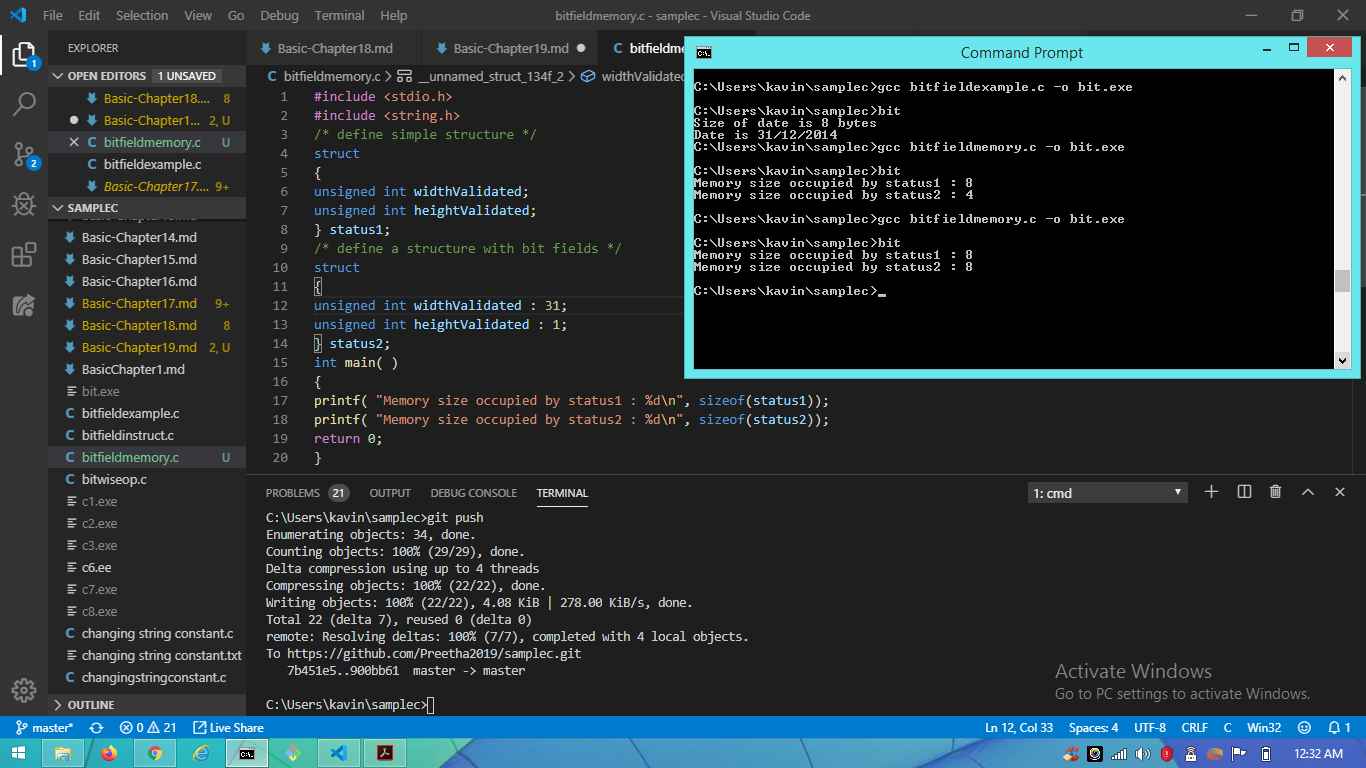 File Edit Selection View Go Debug Terminal Help
bitfieldmemory.c - samplec - Visual Studio Code
EXPLORER
OPEN EDITORS 1 UNSAVED
Basic-Chapter18.... 8
Basic-Chapter1... 2, U
bitfieldmemory.c U
bitfieldexample.c
Basic-Chapter17.... 9+
SAMPLEC
Basic-Chapter14.md
Basic-Chapter15.md
Basic-Chapter16.md
Basic-Chapter17.md 9+
Basic-Chapter18.md 8
Basic-Chapter19.md 2, U
BasicChapter1.md
bit.exe
bitfieldexample.c
bitfieldinstruct.c
bitfieldmemory.c U
bitwiseop.c
c1.exe
c2.exe
c3.exe
c6.ee
c7.exe
c8.exe
changing string constant.c
changing string constant.txt
changingstringconstant.c
OUTLINE
1
2
Basic-Chapter18.md
Basic-Chapter19.md
bitfieldme
bitfieldmemory.c > __unnamed_struct_134f_2 > widthValidated
1 #include <stdio.h>
2 #include <string.h>
3 /* define simple structure */
4 struct
5 {
6 unsigned int widthValidated;
7 unsigned int heightValidated;
8 } status1;
9 /* define a structure with bit fields */
10 struct
11 {
12 unsigned int widthValidated : 31;
13 unsigned int heightValidated : 1;
14 } status2;
15 int main( )
16 {
17 printf( "Memory size occupied by status1 : %d\n", sizeof(status1));
18 printf( "Memory size occupied by status2 : %d\n", sizeof(status2));
19 return 0;
20 }
Command Prompt
C:\Users\kavin\samplec>gcc bitfieldexample.c -o bit.exe
C:\Users\kavin\samplec>bit
Size of date is 8 bytes
Date is 31/12/2014
C:\Users\kavin\samplec>gcc bitfieldmemory.c -o bit.exe
C:\Users\kavin\samplec>bit
Memory size occupied by status1 : 8
Memory size occupied by status2 : 4
C:\Users\kavin\samplec>gcc bitfieldmemory.c -o bit.exe
C:\Users\kavin\samplec>bit
Memory size occupied by status1 : 8
Memory size occupied by status2 : 8
C:\Users\kavin\samplec>
PROBLEMS 21 OUTPUT DEBUG CONSOLE TERMINAL
1: cmd
C:\Users\kavin\samplec>git push
Enumerating objects: 34, done.
Counting objects: 100% (29/29), done.
Delta compression using up to 4 threads
Compressing objects: 100% (22/22), done.
Writing objects: 100% (22/22), 4.08 KiB | 278.00 KiB/s, done.
Total 22 (delta 7), reused 0 (delta 0)
remote: Resolving deltas: 100% (7/7), completed with 4 local objects.
To https://github.com/Preetha2019/samplec.git
7b451e5..900bb61 master -> master
C:\Users\kavin\samplec>
Activate Windows
Go to PC settings to activate Windows.
master* 0 21 Live Share
Ln 12, Col 33 Spaces: 4 UTF-8 CRLF C Win32 1
12:32 AM